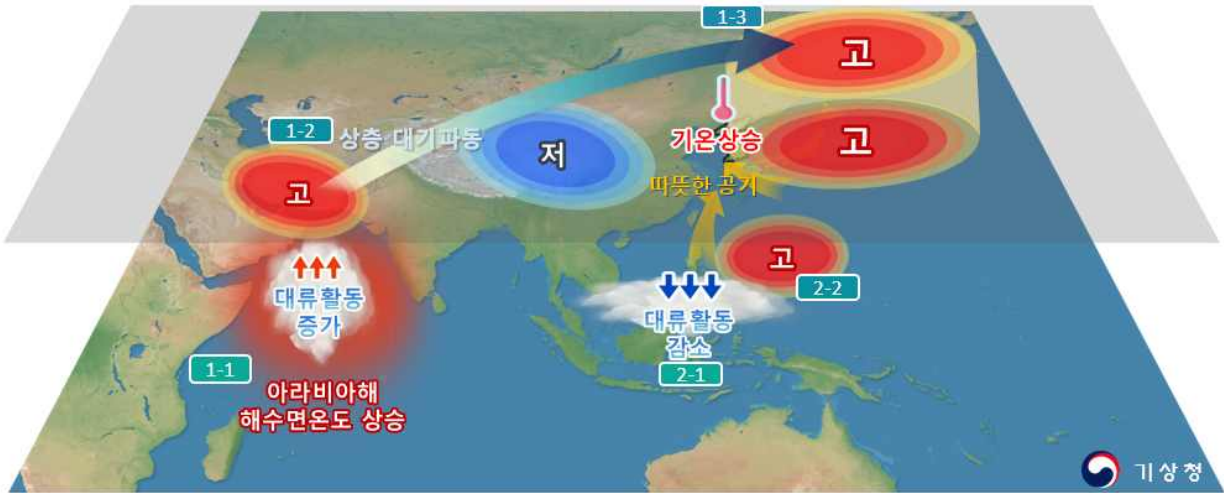 1-3
고
1-2
상층 대기파동
저
기온상승
고
고
따뜻한 공기
고
2-2
대류활동
증가
대류활동
감소
1-1
2-1
아라비아해
해수면온도 상승
기상청